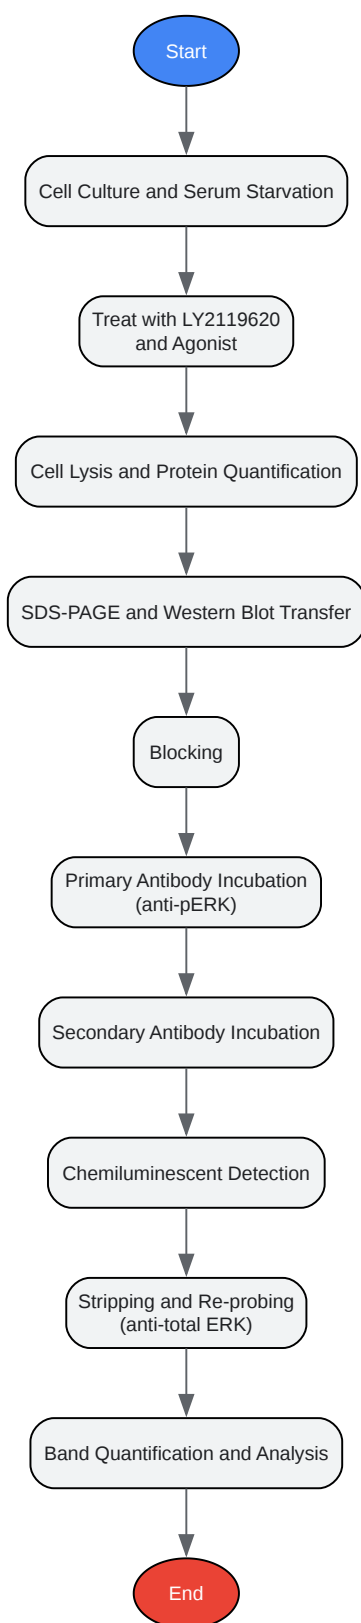 Start
Cell Culture and Serum Starvation
Treat with LY2119620
and Agonist
Cell Lysis and Protein Quantification
SDS-PAGE and Western Blot Transfer
Blocking
Primary Antibody Incubation
(anti-pERK)
Secondary Antibody Incubation
Chemiluminescent Detection
Stripping and Re-probing
(anti-total ERK)
Band Quantification and Analysis
End